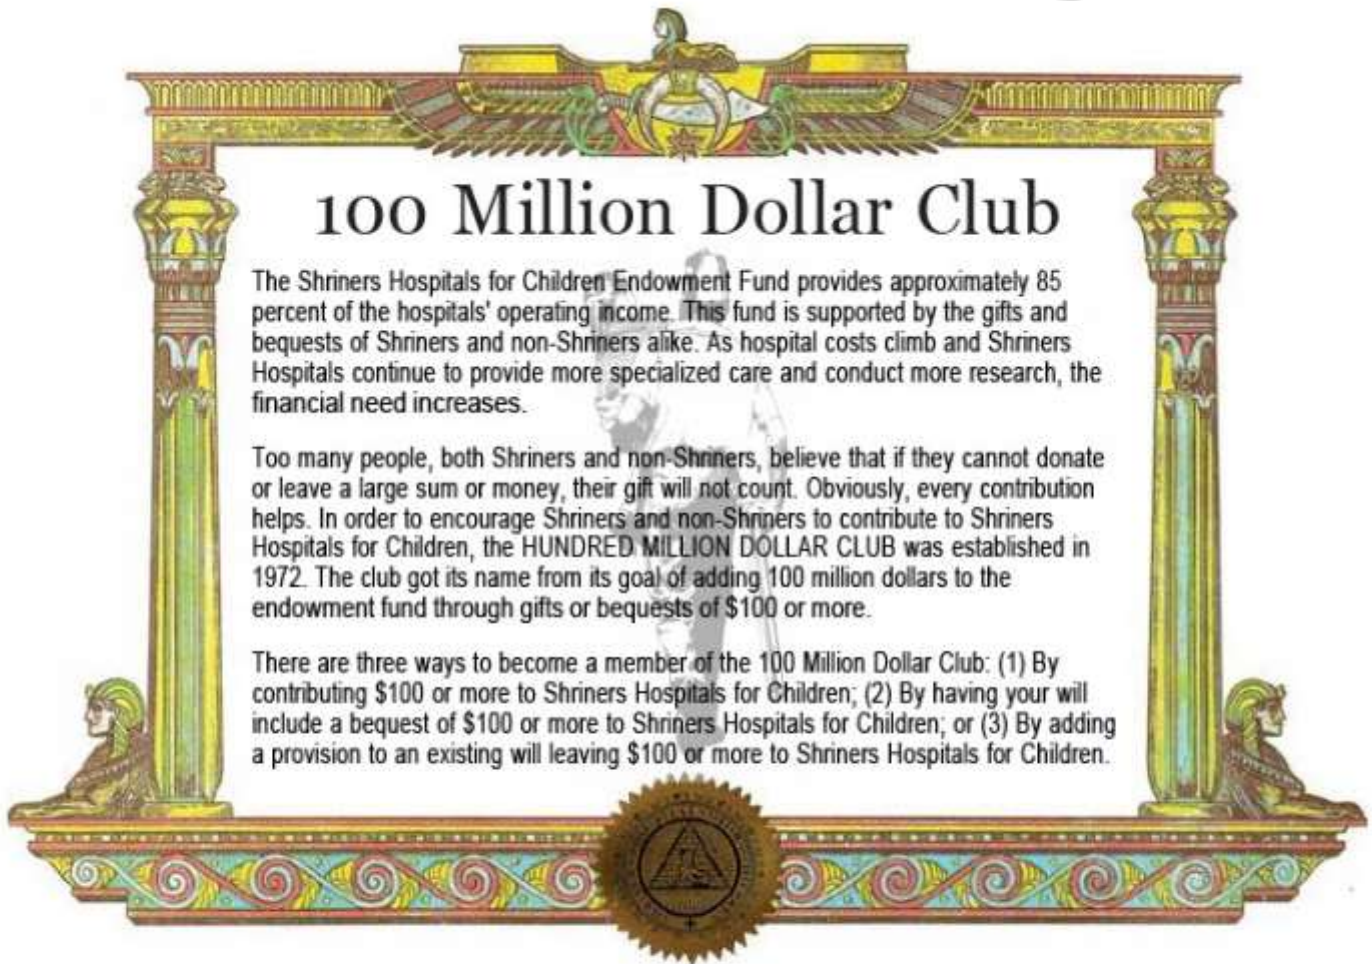 100 Million Dollar Club
The Shriners Hospitals for Children Endowment Fund provides approximately 85
percent of the hospitals' operating income. This fund is supported by the gifts and
bequests of Shriners and non-Shriners alike. As hospital costs climb and Shriners
Hospitals continue to provide more specialized care and conduct more research, the
financial need increases.
Too many people, both Shriners and non-Shriners, believe that if they cannot donate
or leave a large sum or money, their gift will not count. Obviously, every contribution
helps. In order to encourage Shriners and non-Shriners to contribute to Shriners
Hospitals for Children, the HUNDRED MILLION DOLLAR CLUB was established in
1972. The club got its name from its goal of adding 100 million dollars to the
endowment fund through gifts or bequests of $100 or more.
There are three ways to become a member of the 100 Million Dollar Club: (1) By
contributing $100 or more to Shriners Hospitals for Children; (2) By having your will
include a bequest of $100 or more to Shriners Hospitals for Children; or (3) By adding
a provision to an existing will leaving $100 or more to Shriners Hospitals for Children.